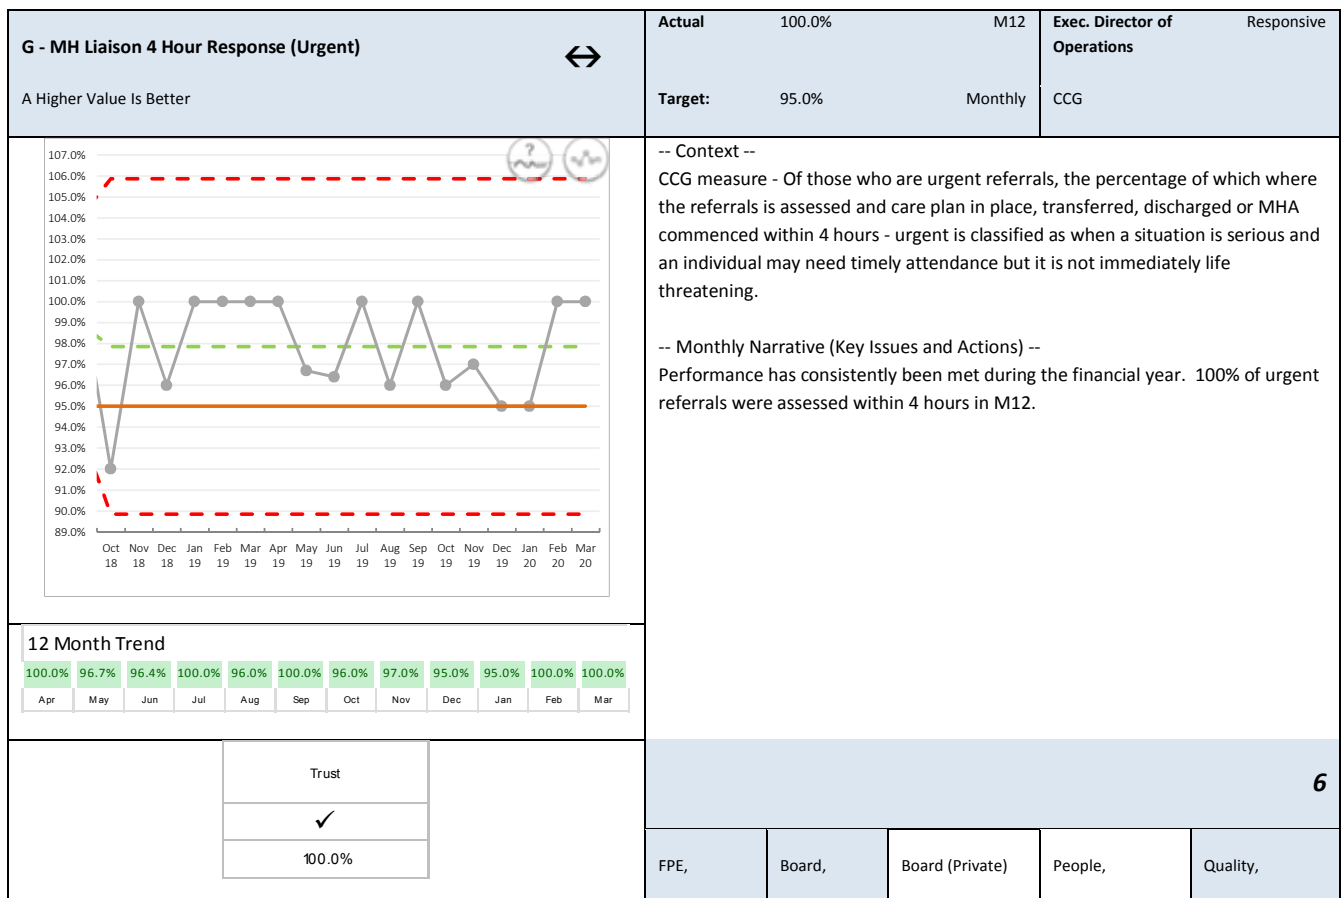 G - MH Liaison 4 Hour Response (Urgent)
↔
A Higher Value Is Better
Actual 100.0% M12
Target: 95.0% Monthly
Exec. Director of Responsive
Operations
CCG
107.0%
106.0%
105.0%
104.0%
103.0%
102.0%
101.0%
100.0%
99.0%
98.0%
97.0%
96.0%
95.0%
94.0%
93.0%
92.0%
91.0%
90.0%
89.0%
?
Oct Nov Dec Jan Feb Mar Apr May Jun Jul Aug Sep Oct Nov Dec Jan Feb Mar
18 18 18 19 19 19 19 19 19 19 19 19 19 19 19 20 20 20
-- Context --
CCG measure - Of those who are urgent referrals, the percentage of which where
the referrals is assessed and care plan in place, transferred, discharged or MHA
commenced within 4 hours - urgent is classified as when a situation is serious and
an individual may need timely attendance but it is not immediately life
threatening.
-- Monthly Narrative (Key Issues and Actions) --
Performance has consistently been met during the financial year. 100% of urgent
referrals were assessed within 4 hours in M12.
12 Month Trend
100.0% 96.7% 96.4% 100.0% 96.0% 100.0% 96.0% 97.0% 95.0% 95.0% 100.0% 100.0%
Apr May Jun Jul Aug Sep Oct Nov Dec Jan Feb Mar
Trust
✓
100.0%
6
FPE, Board, Board (Private) People, Quality,